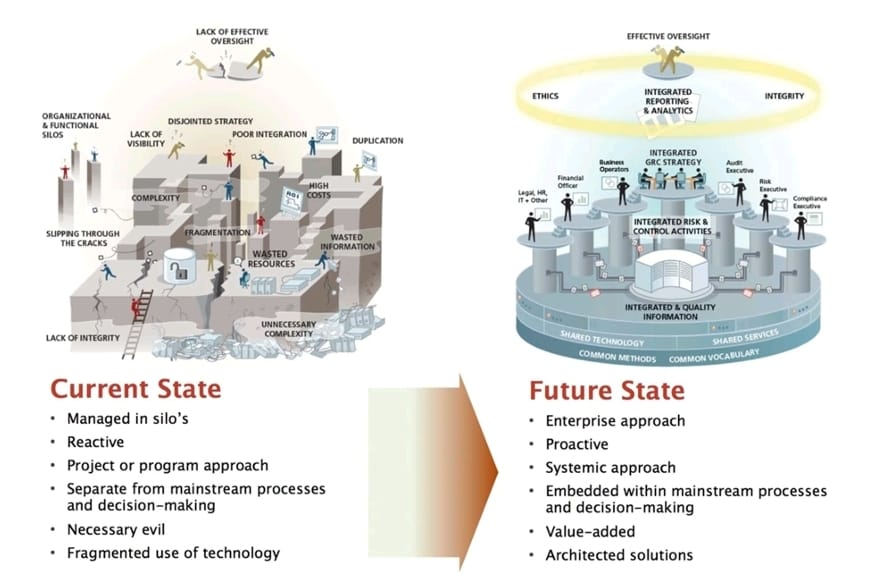 LACK OF EFFECTIVE
OVERSIGHT
ORGANIZATIONAL
& FUNCTIONAL
SILOS
DISJOINTED STRATEGY
LACK OF
VISIBILITY
POOR INTEGRATION
DUPLICATION
COMPLEXITY
ROI
HIGH
COSTS
SLIPPING THROUGH
THE CRACKS
FRAGMENTATION
WASTED
INFORMATION
WASTED
RESOURCES
LACK OF INTEGRITY
UNNECESSARY
COMPLEXITY
Current State
• Managed in silo’s
• Reactive
• Project or program approach
• Separate from mainstream processes
and decision-making
• Necessary evil
• Fragmented use of technology
EFFECTIVE OVERSIGHT
ETHICS
INTEGRATED
REPORTING
& ANALYTICS
INTEGRITY
INTEGRATED
GRC STRATEGY
Business
Operators
Audit
Executive
Financial
Officer
Risk
Executive
Legal, HR,
IT + Other
Compliance
Executive
INTEGRATED RISK &
CONTROL ACTIVITIES
INTEGRATED & QUALITY
INFORMATION
SHARED TECHNOLOGY
SHARED SERVICES
COMMON METHODS
COMMON VOCABULARY
Future State
• Enterprise approach
• Proactive
• Systemic approach
• Embedded within mainstream processes
and decision-making
• Value-added
• Architected solutions